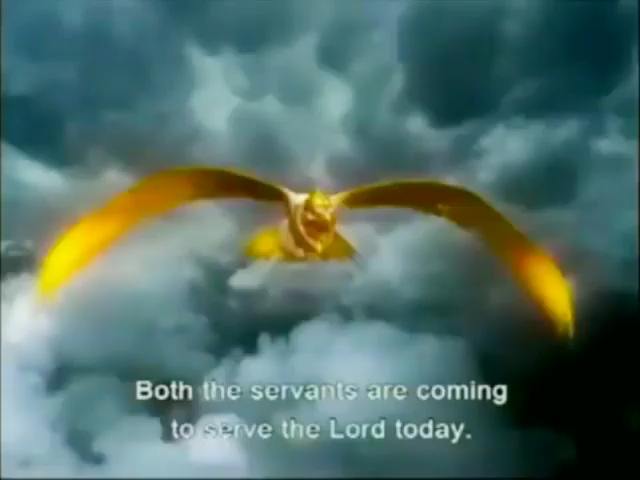 Both the servants are coming
to serve the Lord today.